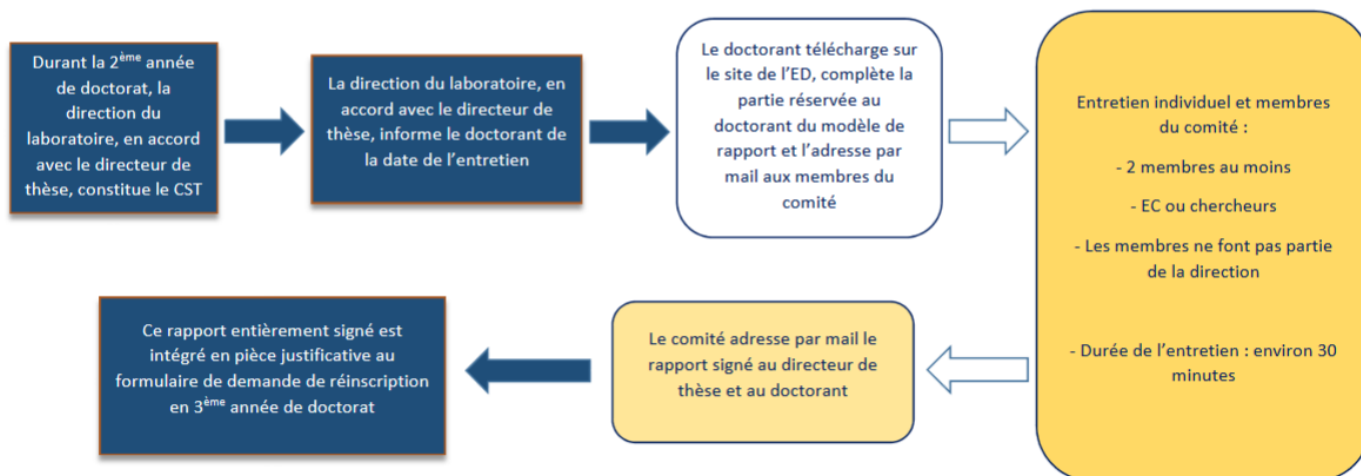 Durant la 2ème année
de doctorat, la
direction du
laboratoire, en accord
avec le directeur de
thèse, constitue le CST
La direction du laboratoire, en
accord avec le directeur de
thèse, informe le doctorant de
la date de l'entretien
Le doctorant télécharge sur
le site de l'ED, complète la
partie réservée au
doctorant du modèle de
rapport et l'adresse par
mail aux membres du
comité
Entretien individuel et membres
du comité :
- 2 membres au moins
- EC ou chercheurs
- Les membres ne font pas partie
de la direction
- Durée de l'entretien : environ 30
minutes
Le comité adresse par mail le
rapport signé au directeur de
thèse et au doctorant
Ce rapport entièrement signé est
intégré en pièce justificative au
formulaire de demande de réinscription
en 3ème année de doctorat